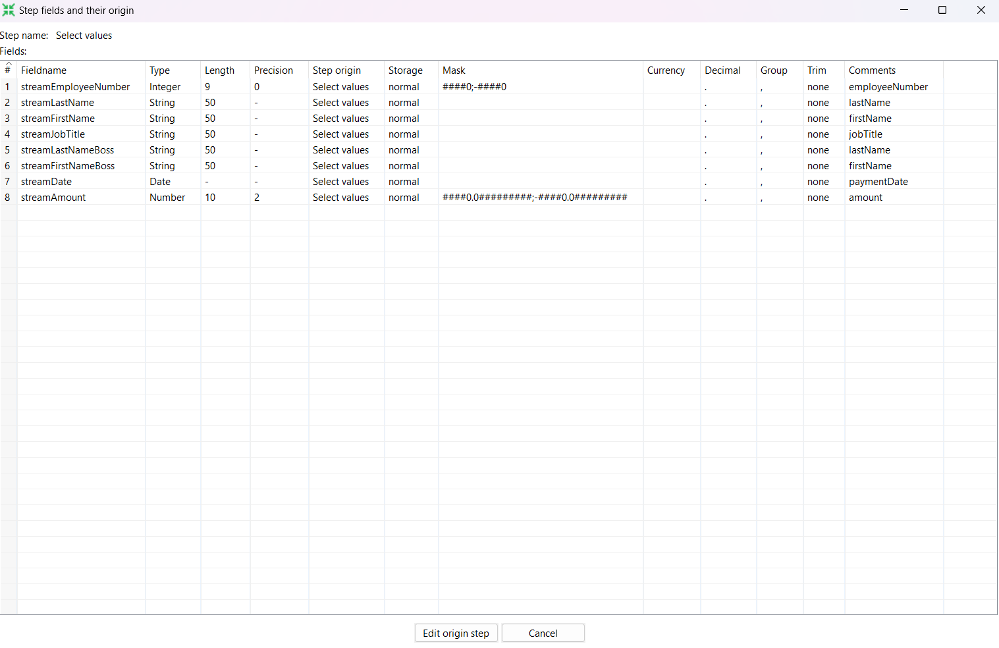 Step fields and their origin
Step name: Select values
Fields:
# Fieldname Type Length Precision Step origin Storage Mask Currency Decimal Group Trim Comments
1 streamEmployeeNumber Integer 9 0 Select values normal ####0;-####0 . , none employeeNumber
2 streamLastName String 50 - Select values normal . , none lastName
3 streamFirstName String 50 - Select values normal . , none firstName
4 streamJobTitle String 50 - Select values normal . , none jobTitle
5 streamLastNameBoss String 50 - Select values normal . , none lastName
6 streamFirstNameBoss String 50 - Select values normal . , none firstName
7 streamDate Date - - Select values normal . , none paymentDate
8 streamAmount Number 10 2 Select values normal ####0.0#########;-####0.0######### . , none amount
Edit origin step Cancel